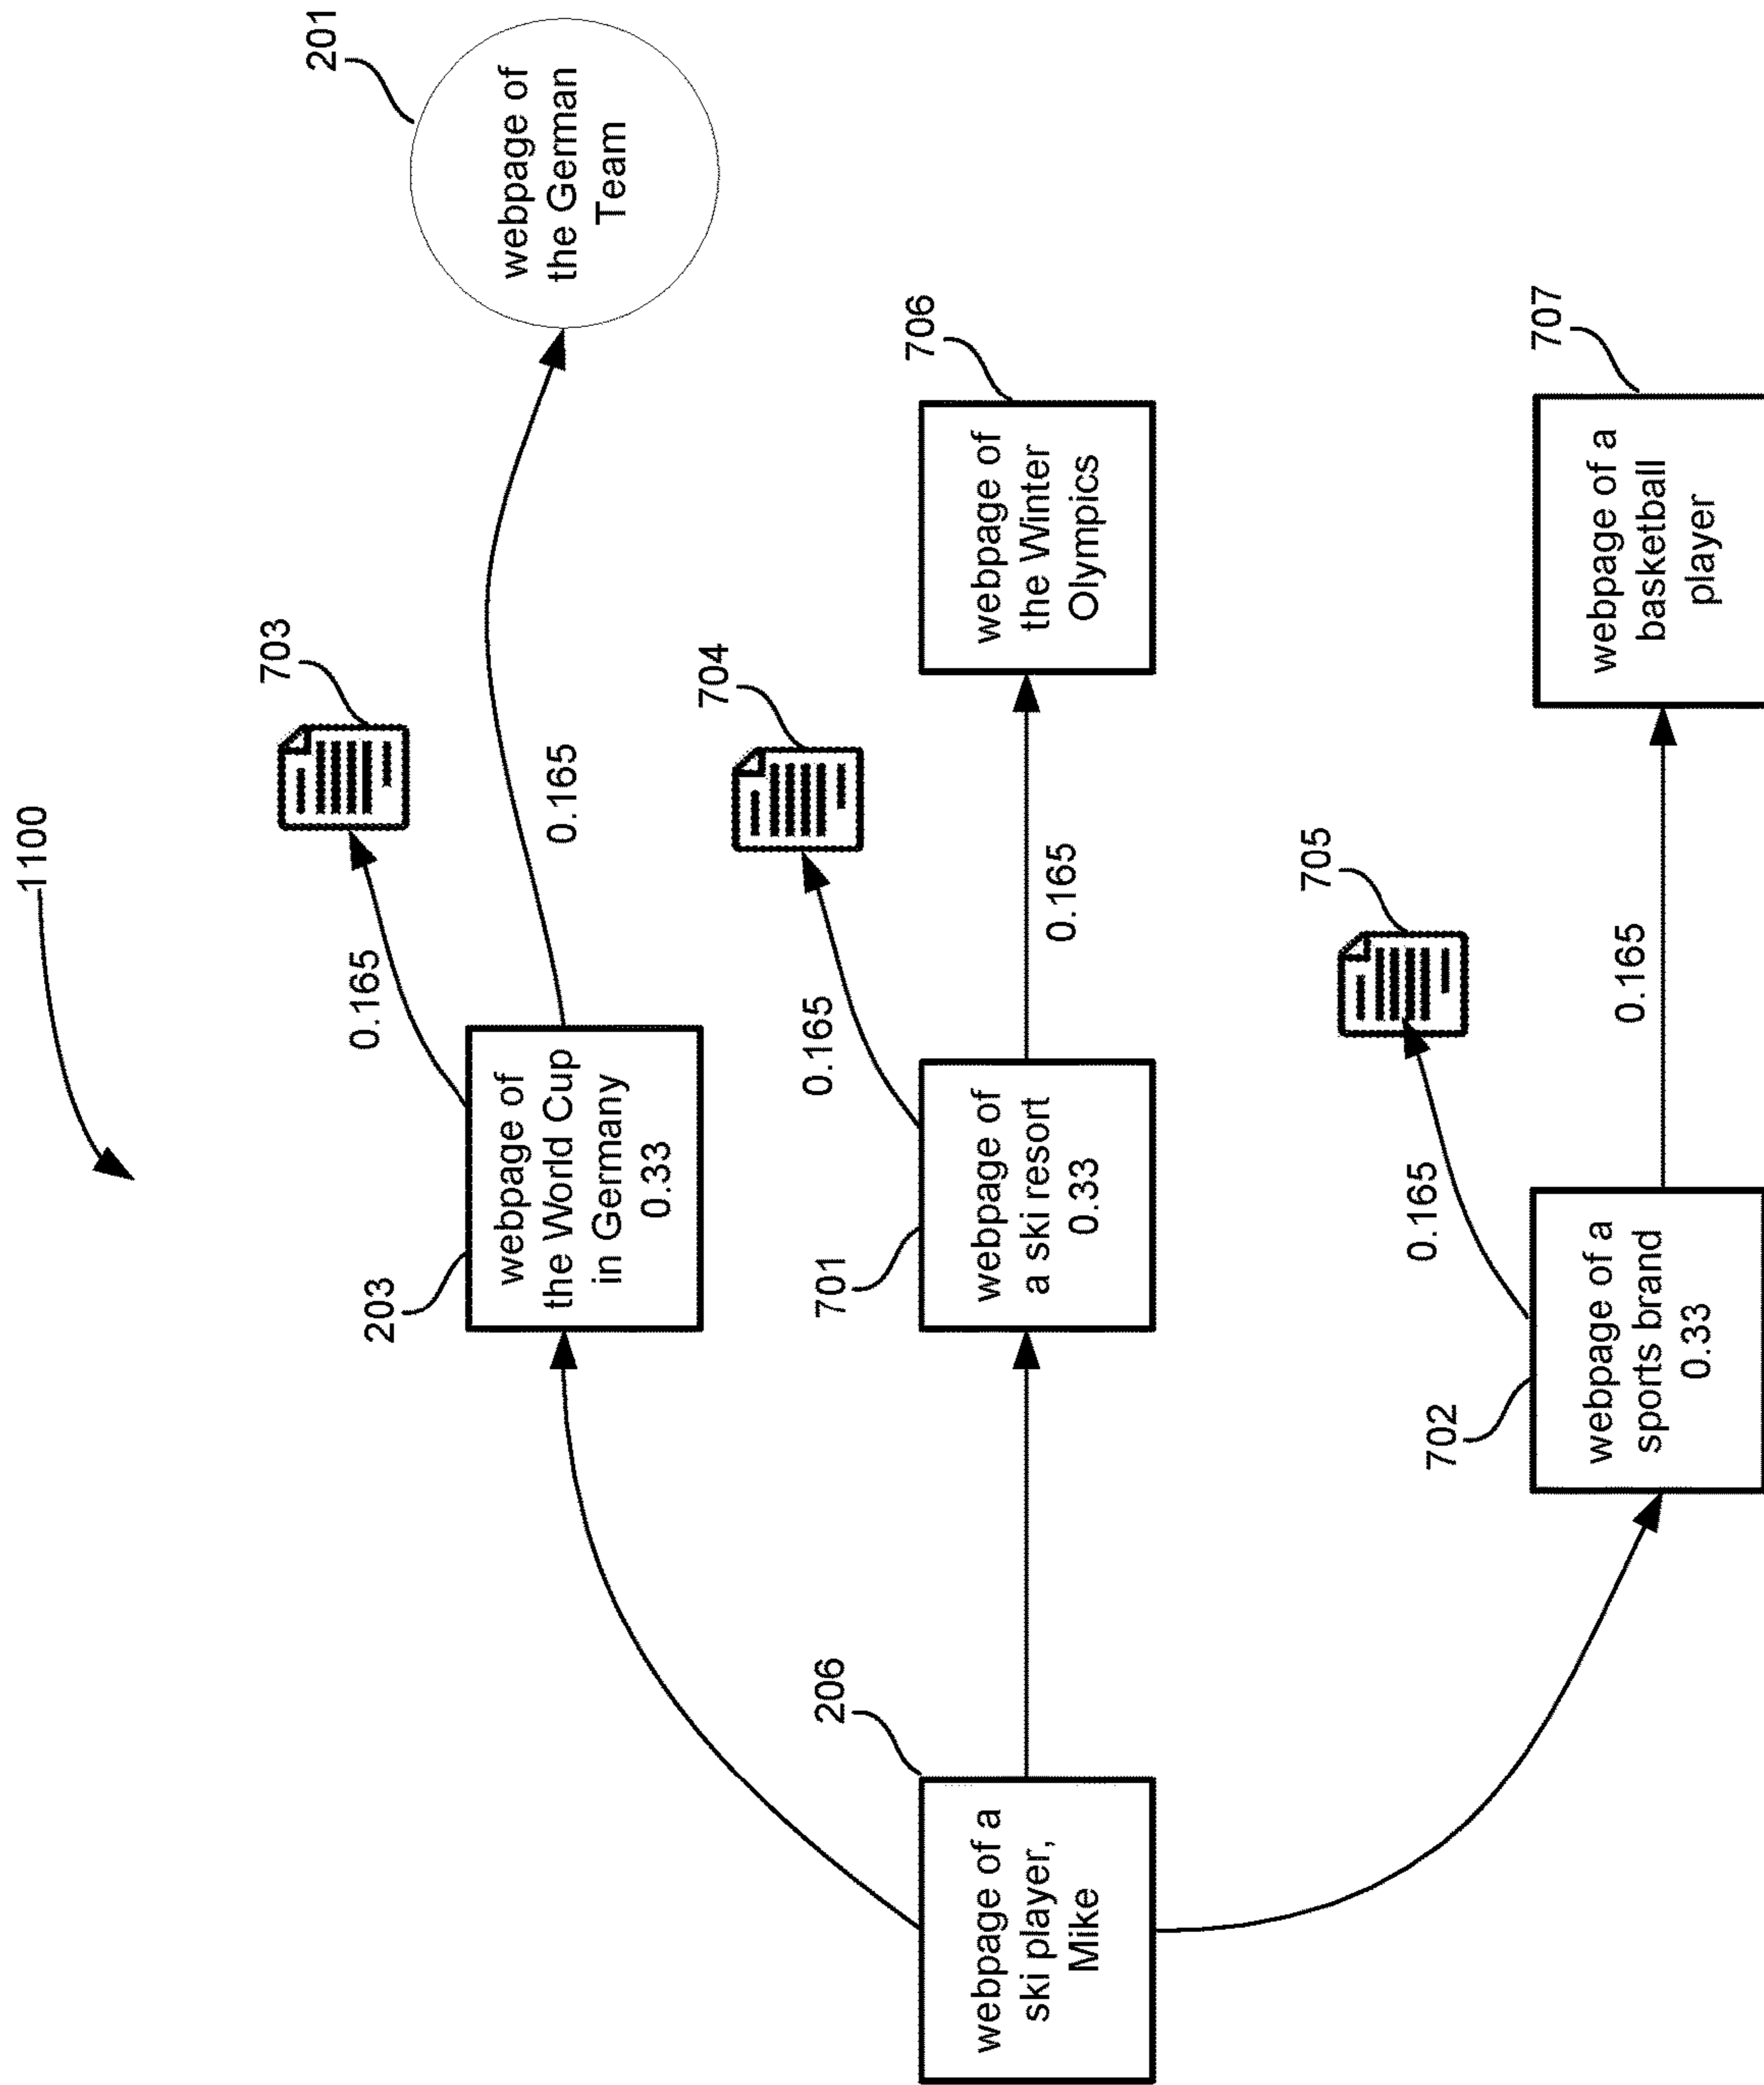 1100
201
webpage of
the German
Team
703
0.165
0.165
203
webpage of
the World Cup
in Germany
0.33
704
0.165
706
webpage of
the Winter
Olympics
0.165
701
webpage of
a ski resort
0.33
206
webpage of a
ski player,
Mike
705
0.165
707
webpage of a
basketball
player
0.165
702
webpage of a
sports brand
0.33